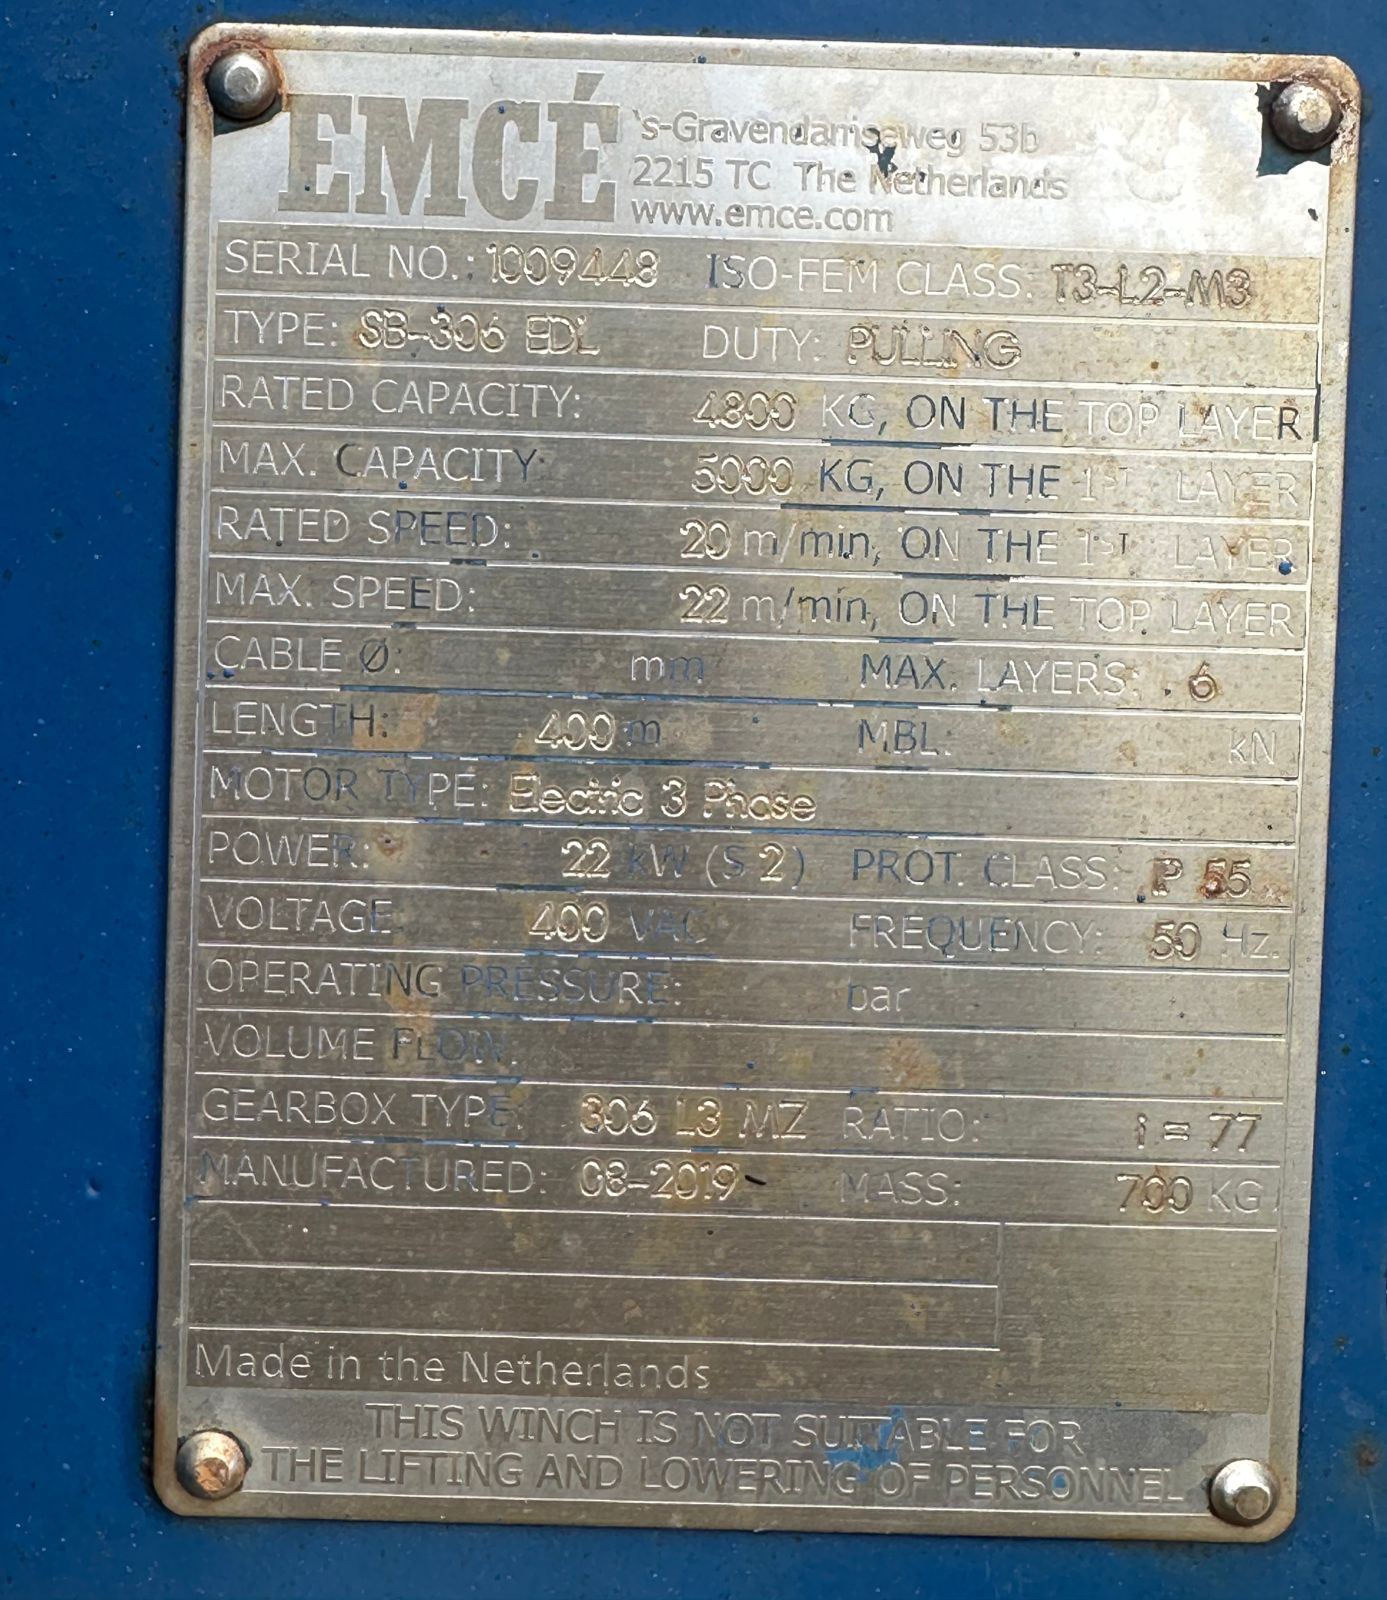 EMCÉ
's-Gravendamseweg 53b
2215 TC The Netherlands
www.emce.com
SERIAL NO.: 1009448 ISO-FEM CLASS: T3-L2-M3
TYPE: SB-306 EDL DUTY: PULLING
RATED CAPACITY: 4800 KG, ON THE TOP LAYER
MAX. CAPACITY: 5000 KG, ON THE 1ST LAYER
RATED SPEED: 20 m/min, ON THE 1ST LAYER
MAX. SPEED: 22 m/min, ON THE TOP LAYER
CABLE Ø: mm MAX. LAYERS: 6
LENGTH: 400 m MBL: kN
MOTOR TYPE: Electric 3 Phase
POWER: 22 kW (S 2) PROT. CLASS: IP 55
VOLTAGE 400 VAC FREQUENCY: 50 Hz.
OPERATING PRESSURE: bar
VOLUME FLOW:
GEARBOX TYPE: 306 L3 MZ RATIO: i = 77
MANUFACTURED: 08-2019 MASS: 700 KG
Made in the Netherlands
THIS WINCH IS NOT SUITABLE FOR
THE LIFTING AND LOWERING OF PERSONNEL